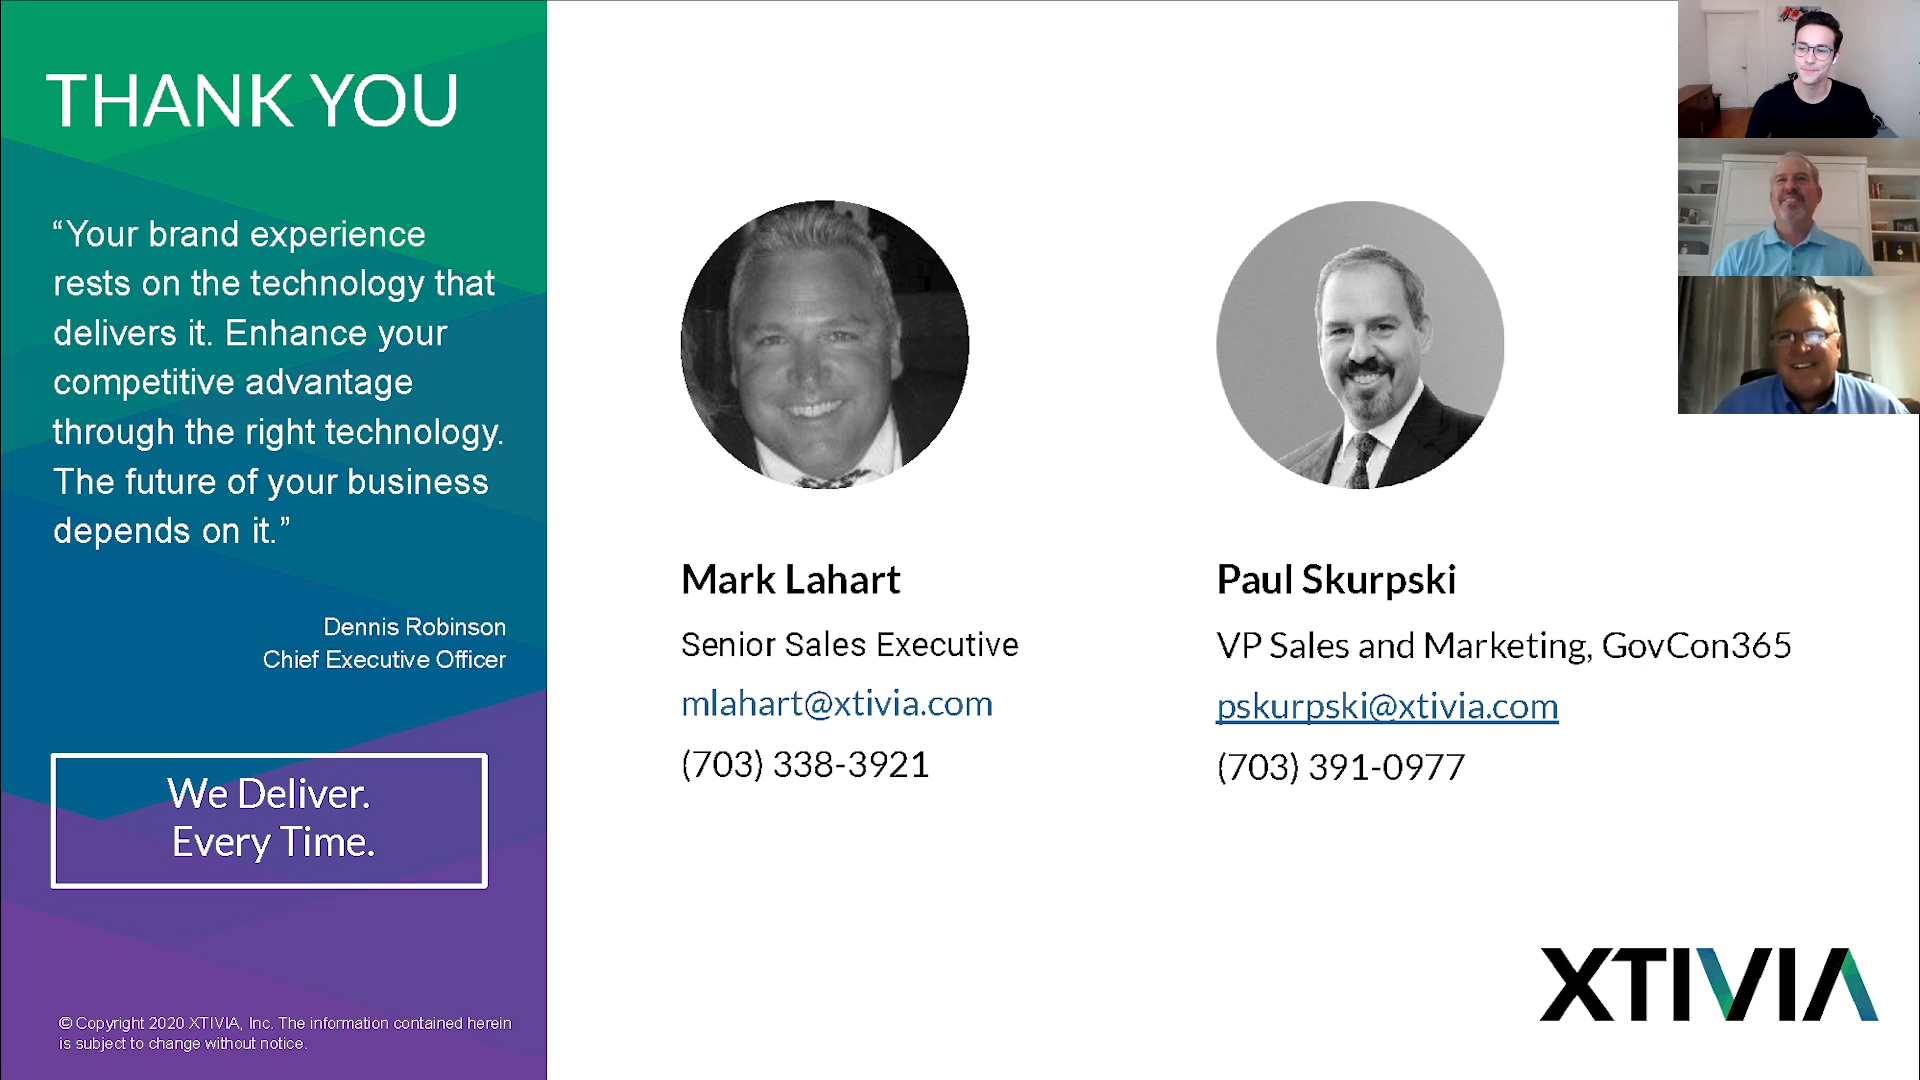 THANK YOU
“Your brand experience
rests on the technology that
delivers it. Enhance your
competitive advantage
through the right technology.
The future of your business
depends on it.”
Dennis Robinson
Chief Executive Officer
We Deliver.
Every Time.
© Copyright 2020 XTIVIA, Inc. The information contained herein
is subject to change without notice.
Mark Lahart
Senior Sales Executive
mlahart@xtivia.com
(703) 338-3921
Paul Skurpski
VP Sales and Marketing, GovCon365
pskurpski@xtivia.com
(703) 391-0977
XTIVIA